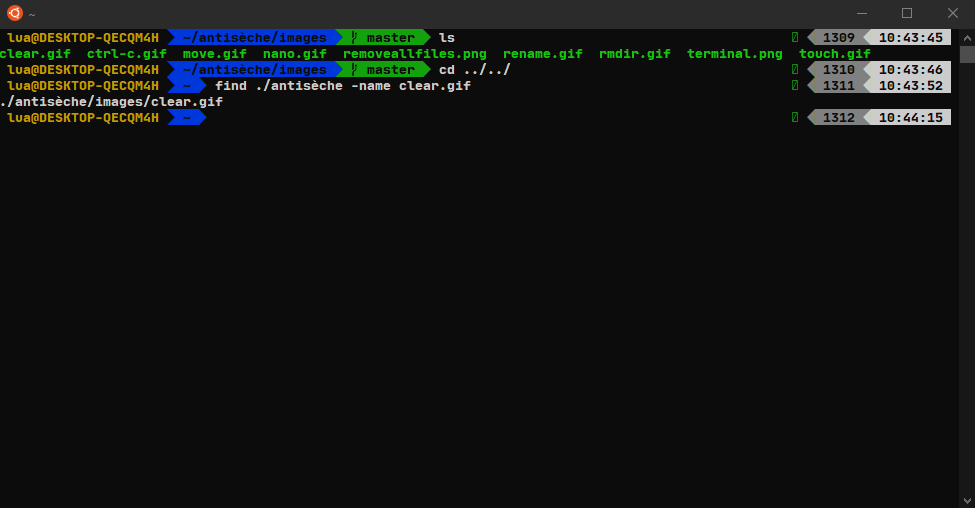 ~
lua@DESKTOP-QECQM4H ~/antisèche/images master ls 1309 10:43:45
clear.gif ctrl-c.gif move.gif nano.gif removeallfiles.png rename.gif rmdir.gif terminal.png touch.gif
lua@DESKTOP-QECQM4H ~/antisèche/images master cd ../../ 1310 10:43:46
lua@DESKTOP-QECQM4H ~ find ./antisèche -name clear.gif 1311 10:43:52
./antisèche/images/clear.gif
lua@DESKTOP-QECQM4H ~ 1312 10:44:15